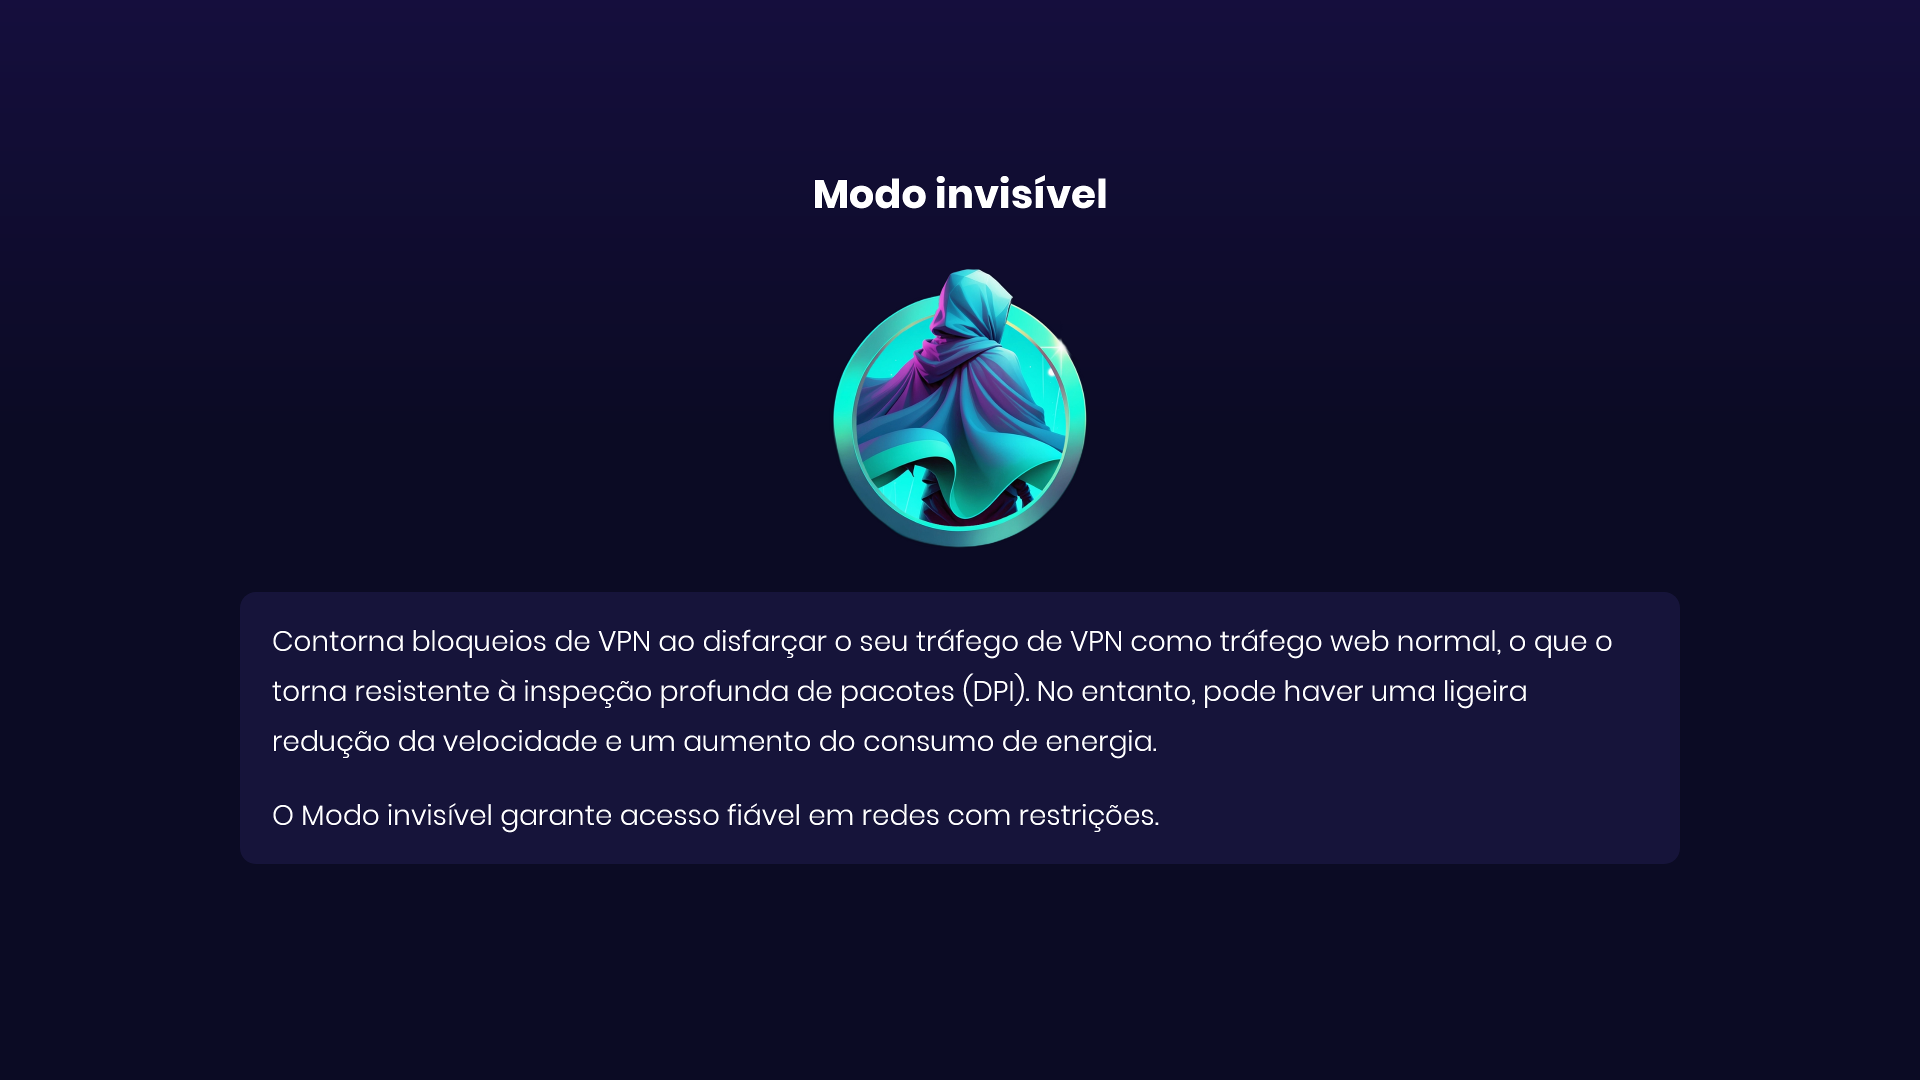 Modo invisível
Contorna bloqueios de VPN ao disfarçar o seu tráfego de VPN como tráfego web normal, o que o
torna resistente à inspeção profunda de pacotes (DPI). No entanto, pode haver uma ligeira
redução da velocidade e um aumento do consumo de energia.
O Modo invisível garante acesso fiável em redes com restrições.